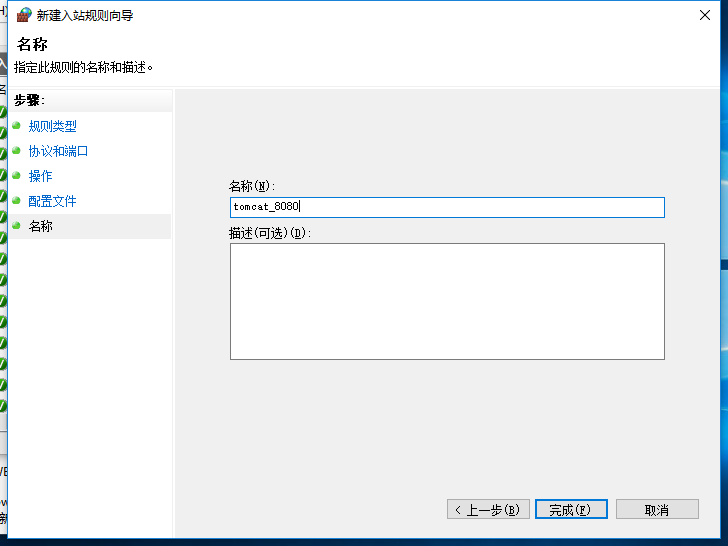 新建入站规则向导
名称
指定此规则的名称和描述。
步骤:
规则类型
协议和端口
操作
配置文件
名称
名称(N):
tomcat_8080
描述(可选)(D):
< 上一步(B)
完成(F)
取消